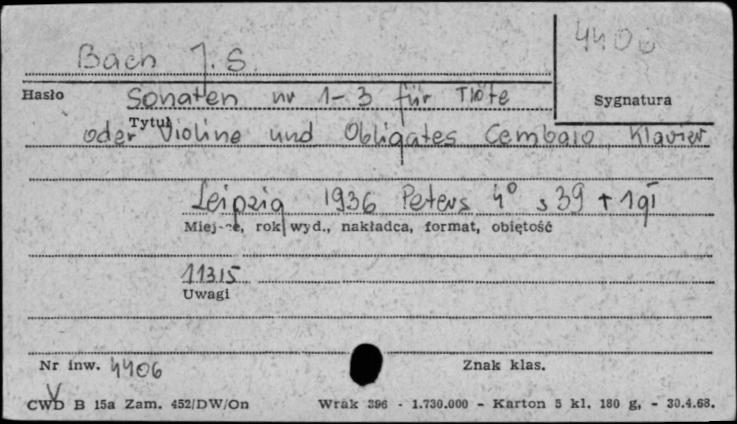 4406
Bach J. S.
Hasło
Sonaten nr 1-3 für Flöte
Sygnatura
Tytuł
oder Violine und Obligates Cembalo, Klavier
Leipzig 1936 Peters 4° s 39 + 1 gł
Miejsce, rok wyd., nakładca, format, objętość
11315
Uwagi
Nr inw. 4406
Znak klas.
CWD B 15a Zam. 452/DW/On Wrak 396 - 1.730.000 - Karton 5 kl. 180 g, - 30.4.68.